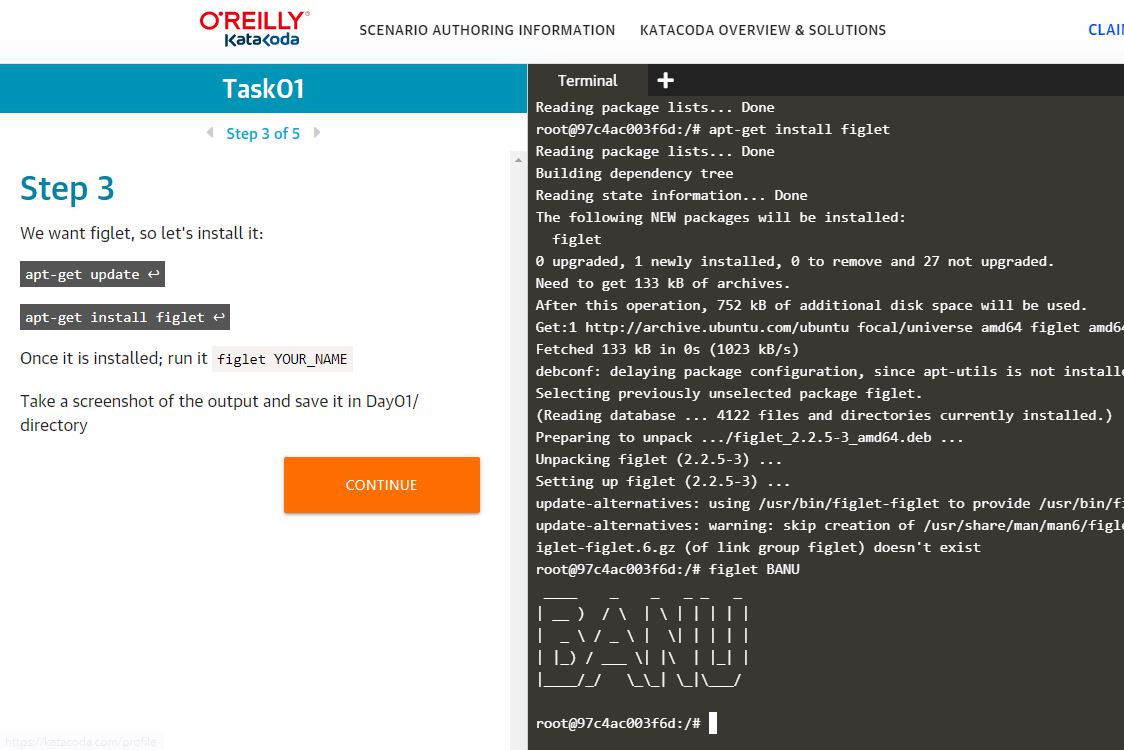 O'REILLY®
KataKoda
SCENARIO AUTHORING INFORMATION
KATACODA OVERVIEW & SOLUTIONS
Task01
Step 3 of 5
Step 3
We want figlet, so let's install it:
apt-get update ↩
apt-get install figlet ↩
Once it is installed; run it figlet YOUR_NAME
Take a screenshot of the output and save it in Day01/
directory
CONTINUE
https://katacoda.com/profile
Terminal
Reading package lists... Done
root@97c4ac003f6d:/# apt-get install figlet
Reading package lists... Done
Building dependency tree
Reading state information... Done
The following NEW packages will be installed:
figlet
0 upgraded, 1 newly installed, 0 to remove and 27 not upgraded.
Need to get 133 kB of archives.
After this operation, 752 kB of additional disk space will be used.
Get:1 http://archive.ubuntu.com/ubuntu focal/universe amd64 figlet amd64
Fetched 133 kB in 0s (1023 kB/s)
debconf: delaying package configuration, since apt-utils is not installe
Selecting previously unselected package figlet.
(Reading database ... 4122 files and directories currently installed.)
Preparing to unpack .../figlet_2.2.5-3_amd64.deb ...
Unpacking figlet (2.2.5-3) ...
Setting up figlet (2.2.5-3) ...
update-alternatives: using /usr/bin/figlet-figlet to provide /usr/bin/fi
update-alternatives: warning: skip creation of /usr/share/man/man6/figle
iglet-figlet.6.gz (of link group figlet) doesn't exist
root@97c4ac003f6d:/# figlet BANU
BANU
root@97c4ac003f6d:/#